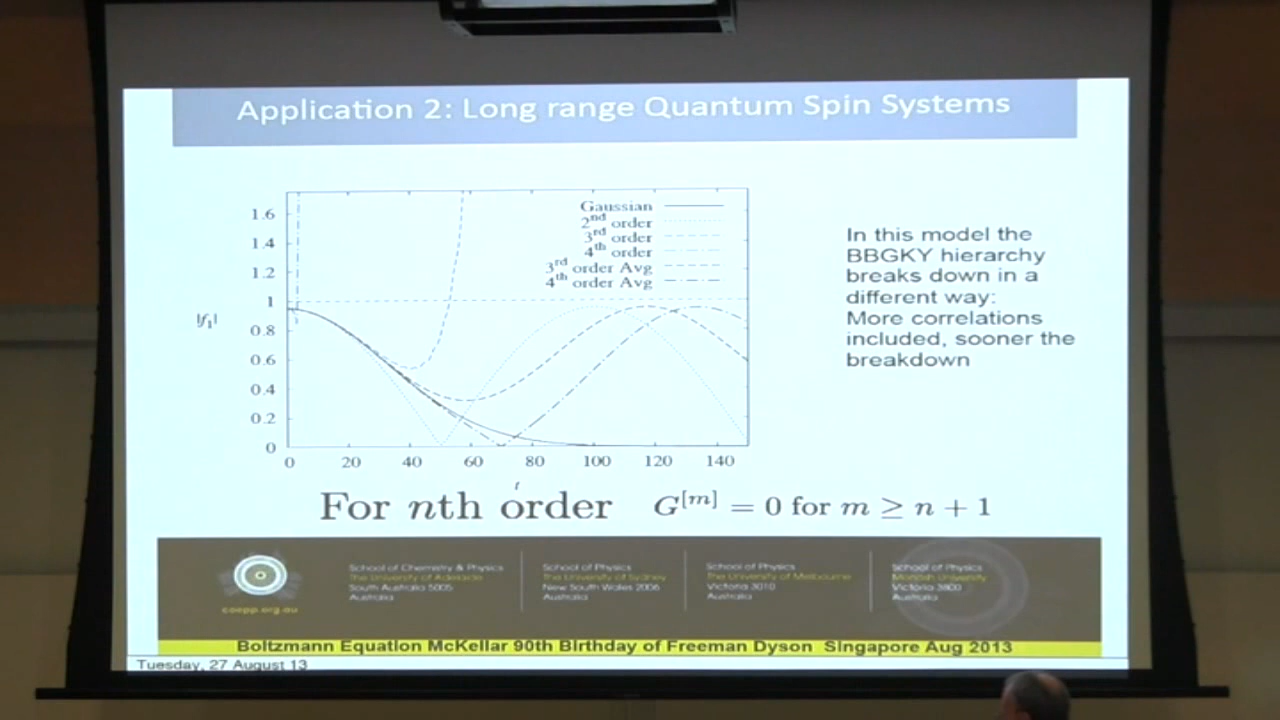 Application 2: Long range Quantum Spin Systems
1.6
1.4
1.2
1
0.8
0.6
0.4
0.2
0
|f₁|
Gaussian
2nd order
3rd order
4th order
3rd order Avg
4th order Avg
0 20 40 60 80 100 120 140
t
In this model the
BBGKY hierarchy
breaks down in a
different way:
More correlations
included, sooner the
breakdown
For nth order G[m] = 0 for m ≥ n + 1
coepp.org.au
School of Chemistry & Physics
The University of Adelaide
South Australia 5005
Australia
School of Physics
The University of Sydney
New South Wales 2006
Australia
School of Physics
The University of Melbourne
Victoria 3010
Australia
School of Physics
Monash University
Victoria 3800
Australia
Boltzmann Equation McKellar 90th Birthday of Freeman Dyson Singapore Aug 2013
Tuesday, 27 August 13